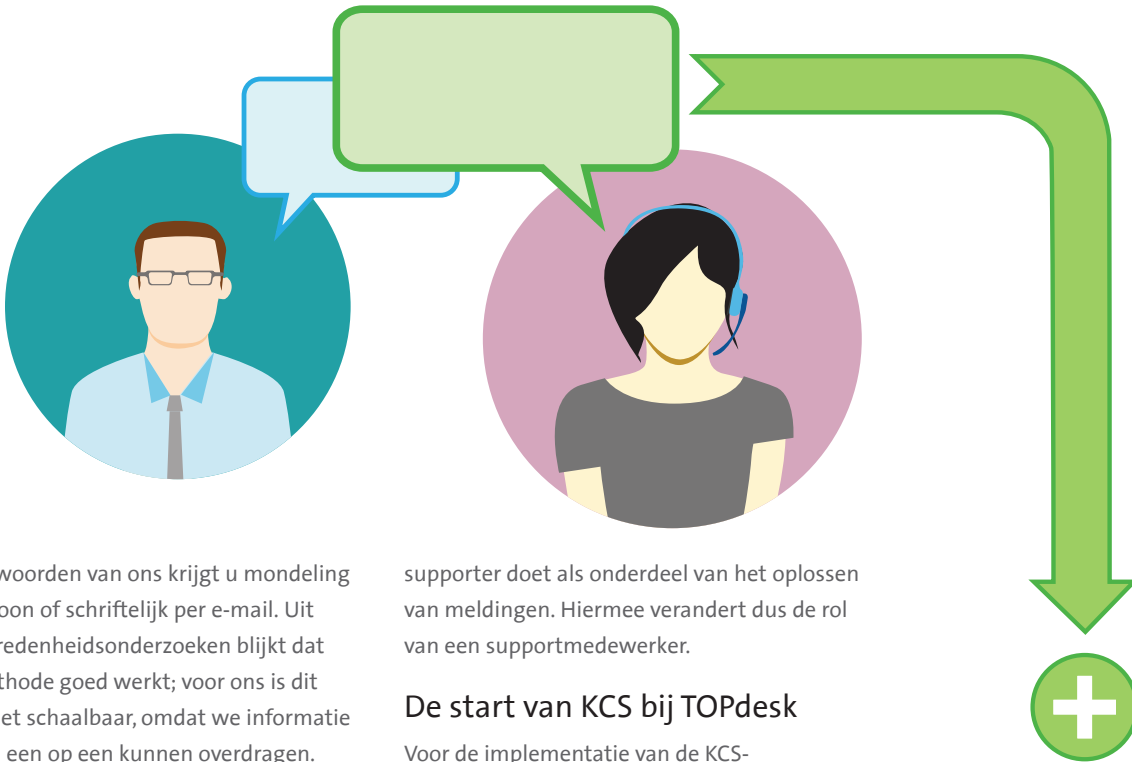 woorden van ons krijgt u mondeling
oon of schriftelijk per e-mail. Uit
redenheidsonderzoeken blijkt dat
thode goed werkt; voor ons is dit
et schaalbaar, omdat we informatie
een op een kunnen overdragen.
supporter doet als onderdeel van het oplossen
van meldingen. Hiermee verandert dus de rol
van een supportmedewerker.
De start van KCS bij TOPdesk
Voor de implementatie van de KCS-